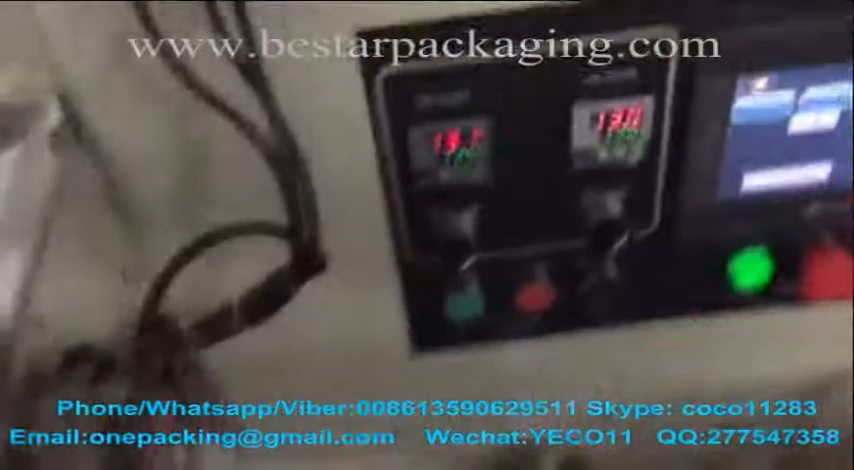 www.bestarpackaging.com
Phone/Whatsapp/Viber:008613590629511 Skype: coco11283
Email:onepacking@gmail.com Wechat:YECO11 QQ:277547358